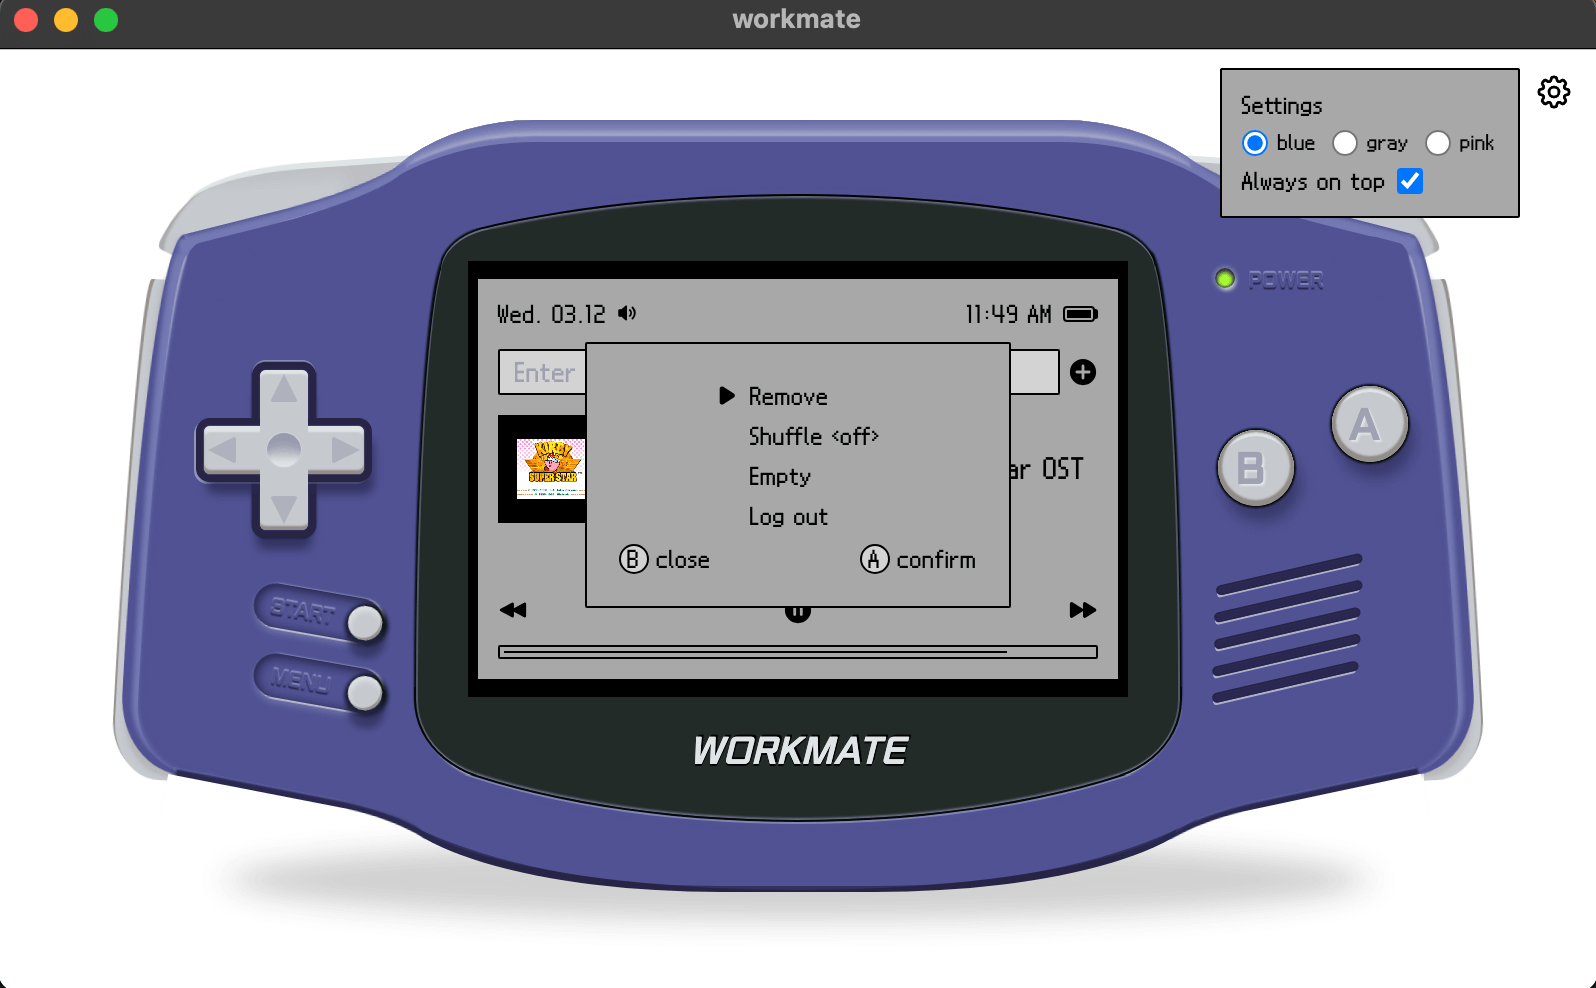 workmate
Settings
blue gray pink
Always on top
POWER
Wed. 03.12 11:49 AM
Enter
KIRBY
SUPER STAR
ar OST
Remove
Shuffle <off>
Empty
Log out
B close A confirm
A
B
START
MENU
WORKMATE